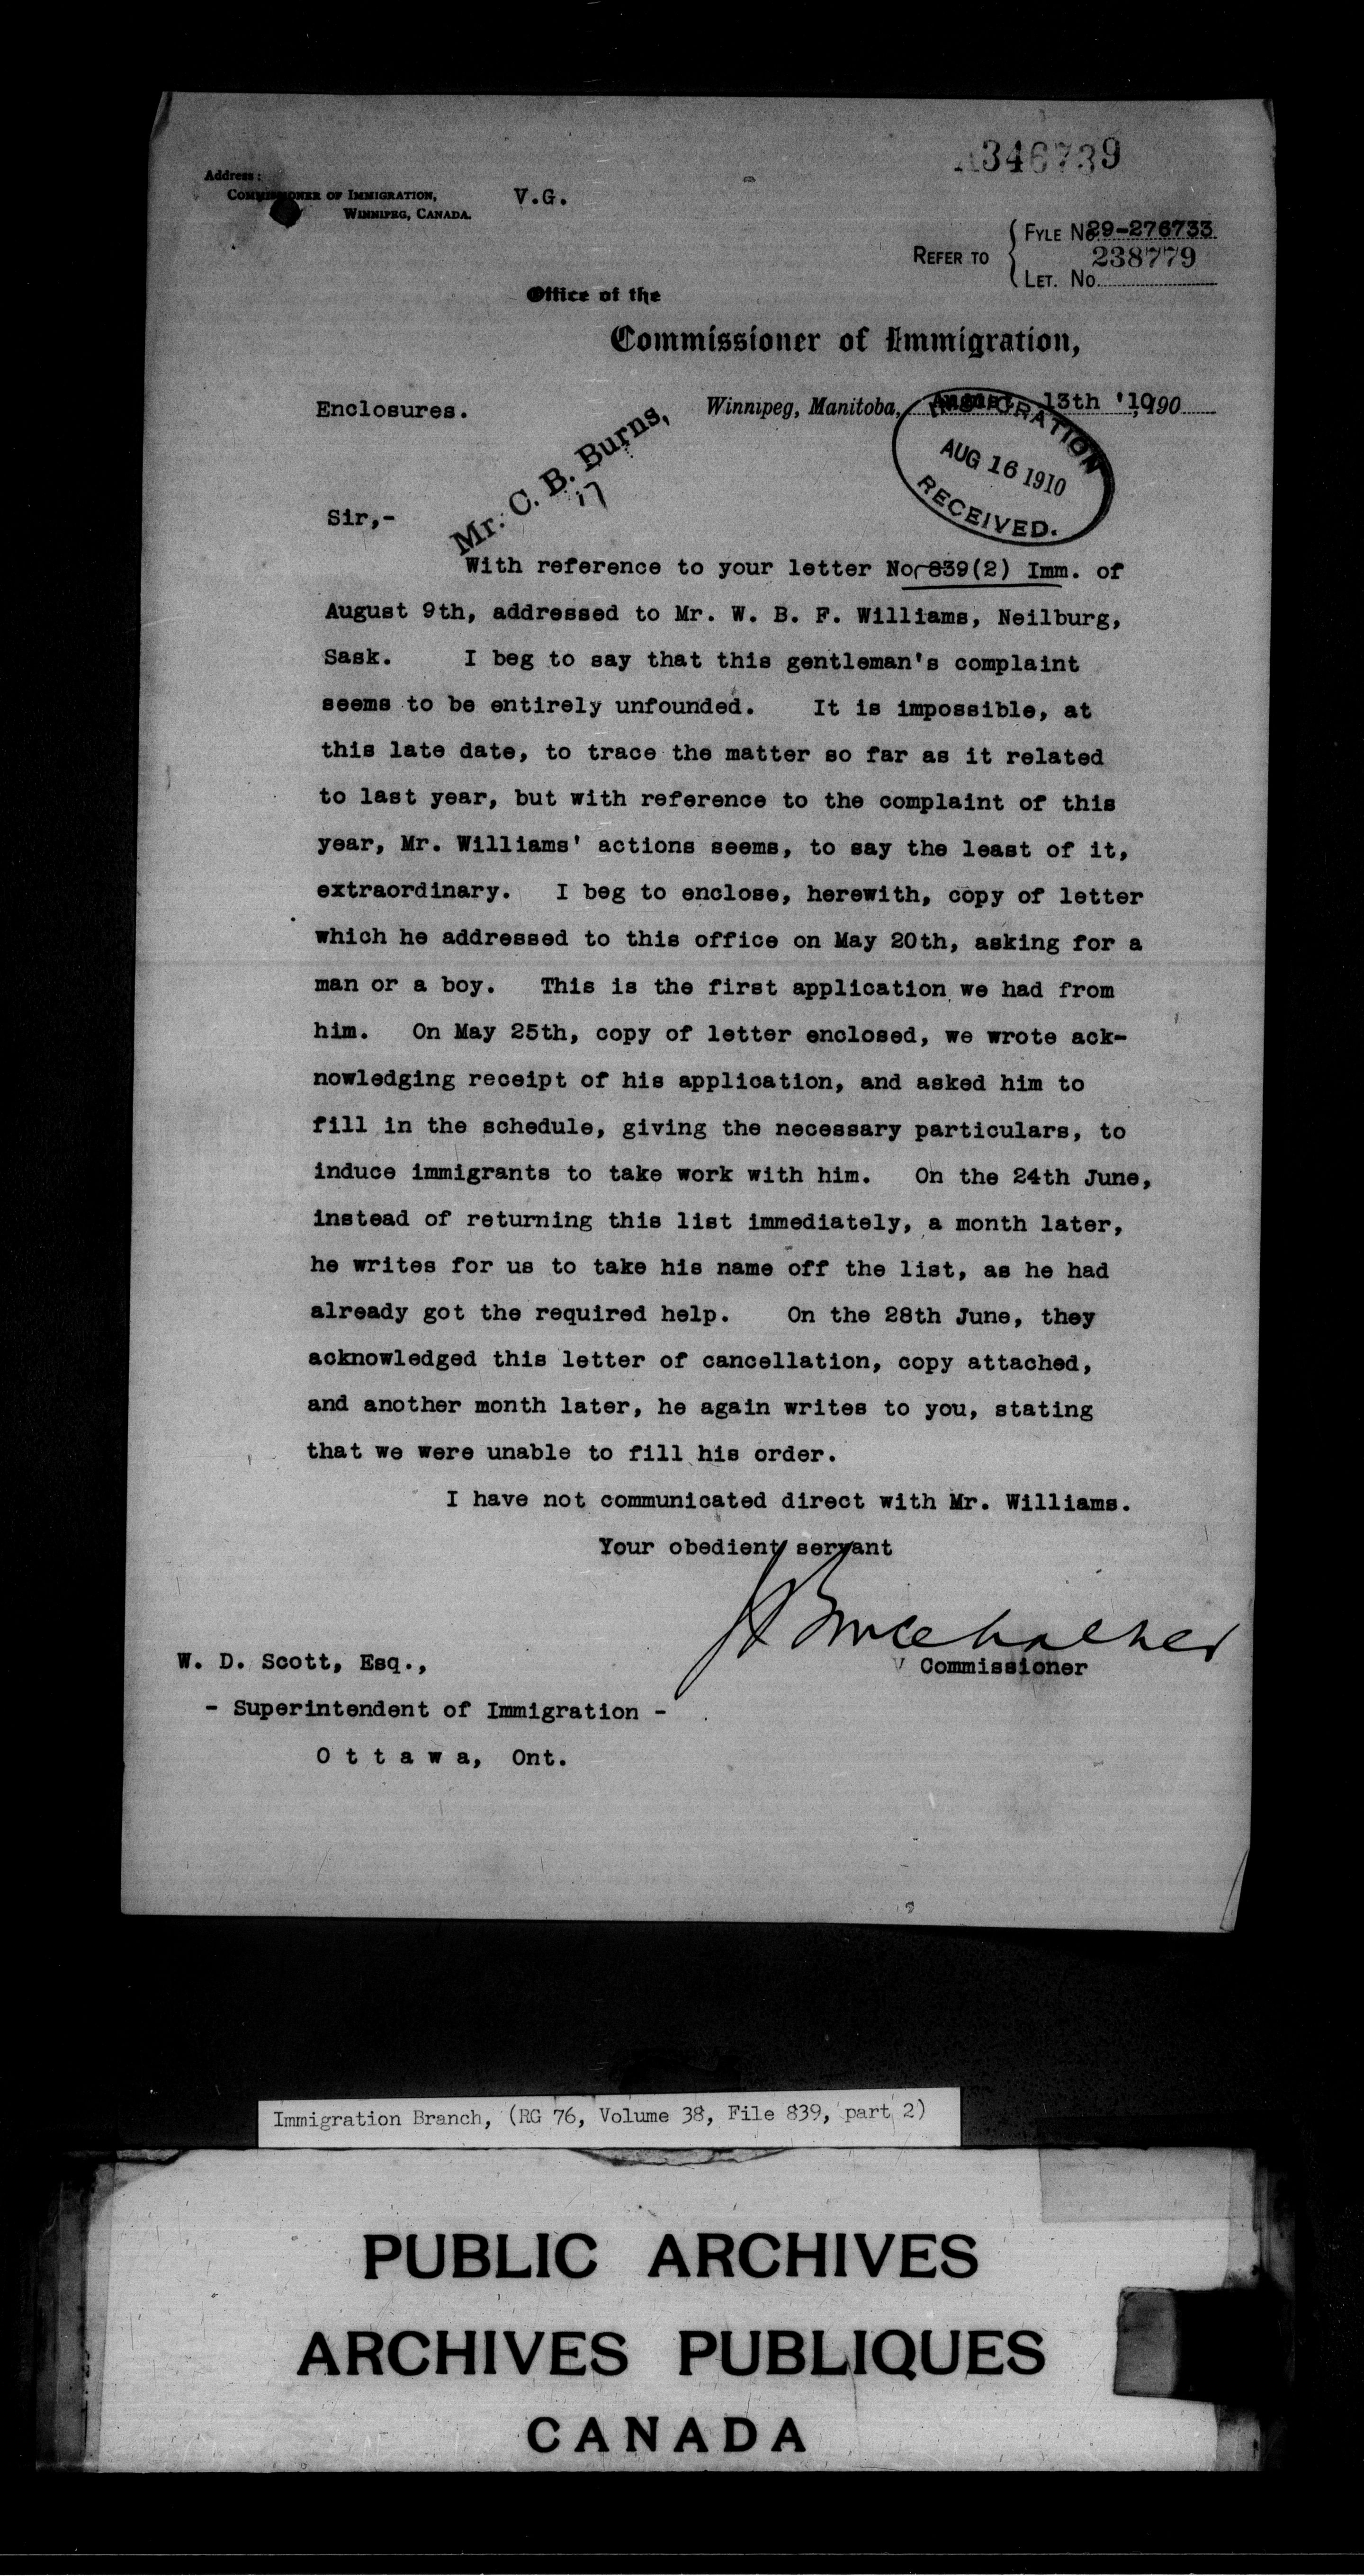 A346739
Address:
COMMISSIONER OF IMMIGRATION,
WINNIPEG, CANADA.
V.G.
REFER TO
FYLE No. 29-276733
238779
LET. No.
Office of the
Commissioner of Immigration,
Enclosures.
Winnipeg, Manitoba, August 13th '10 190
IMMIGRATION
AUG 16 1910
RECEIVED.
Mr. C. B. Burns,
17
Sir,-
With reference to your letter No. 839(2) Imm. of
August 9th, addressed to Mr. W. B. F. Williams, Neilburg,
Sask. I beg to say that this gentleman's complaint
seems to be entirely unfounded. It is impossible, at
this late date, to trace the matter so far as it related
to last year, but with reference to the complaint of this
year, Mr. Williams' actions seems, to say the least of it,
extraordinary. I beg to enclose, herewith, copy of letter
which he addressed to this office on May 20th, asking for a
man or a boy. This is the first application we had from
him. On May 25th, copy of letter enclosed, we wrote ack-
nowledging receipt of his application, and asked him to
fill in the schedule, giving the necessary particulars, to
induce immigrants to take work with him. On the 24th June,
instead of returning this list immediately, a month later,
he writes for us to take his name off the list, as he had
already got the required help. On the 28th June, they
acknowledged this letter of cancellation, copy attached,
and another month later, he again writes to you, stating
that we were unable to fill his order.
I have not communicated direct with Mr. Williams.
Your obedient servant
J Bruce Walker
Commissioner
W. D. Scott, Esq.,
- Superintendent of Immigration -
O t t a w a, Ont.
Immigration Branch, (RG 76, Volume 38, File 839, part 2)
PUBLIC ARCHIVES
ARCHIVES PUBLIQUES
CANADA